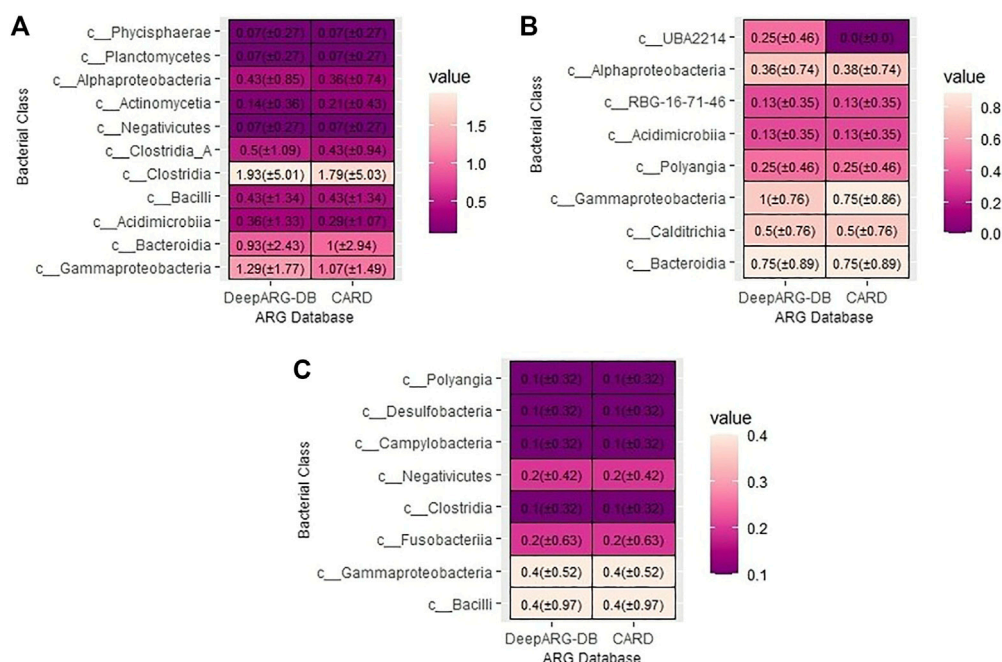 A
c__Phycisphaerae 0.07(±0.27) 0.07(±0.27)
c__Planctomycetes 0.07(±0.27) 0.07(±0.27)
c__Alphaproteobacteria 0.43(±0.85) 0.36(±0.74)
c__Actinomycetia 0.14(±0.36) 0.21(±0.43)
c__Negativicutes 0.07(±0.27) 0.07(±0.27)
c__Clostridia_A 0.5(±1.09) 0.43(±0.94)
c__Clostridia 1.93(±5.01) 1.79(±5.03)
c__Bacilli 0.43(±1.34) 0.43(±1.34)
c__Acidimicrobiia 0.36(±1.33) 0.29(±1.07)
c__Bacteroidia 0.93(±2.43) 1(±2.94)
c__Gammaproteobacteria 1.29(±1.77) 1.07(±1.49)
Bacterial Class
DeepARG-DB CARD
ARG Database
value
1.5
1.0
0.5
B
c__UBA2214 0.25(±0.46) 0.0(±0.0)
c__Alphaproteobacteria 0.36(±0.74) 0.38(±0.74)
c__RBG-16-71-46 0.13(±0.35) 0.13(±0.35)
c__Acidimicrobiia 0.13(±0.35) 0.13(±0.35)
c__Polyangia 0.25(±0.46) 0.25(±0.46)
c__Gammaproteobacteria 1(±0.76) 0.75(±0.86)
c__Calditrichia 0.5(±0.76) 0.5(±0.76)
c__Bacteroidia 0.75(±0.89) 0.75(±0.89)
Bacterial Class
DeepARG-DB CARD
ARG Database
value
0.8
0.6
0.4
0.2
0.0
C
c__Polyangia 0.1(±0.32) 0.1(±0.32)
c__Desulfobacteria 0.1(±0.32) 0.1(±0.32)
c__Campylobacteria 0.1(±0.32) 0.1(±0.32)
c__Negativicutes 0.2(±0.42) 0.2(±0.42)
c__Clostridia 0.1(±0.32) 0.1(±0.32)
c__Fusobacteriia 0.2(±0.63) 0.2(±0.63)
c__Gammaproteobacteria 0.4(±0.52) 0.4(±0.52)
c__Bacilli 0.4(±0.97) 0.4(±0.97)
Bacterial Class
DeepARG-DB CARD
ARG Database
value
0.4
0.3
0.2
0.1